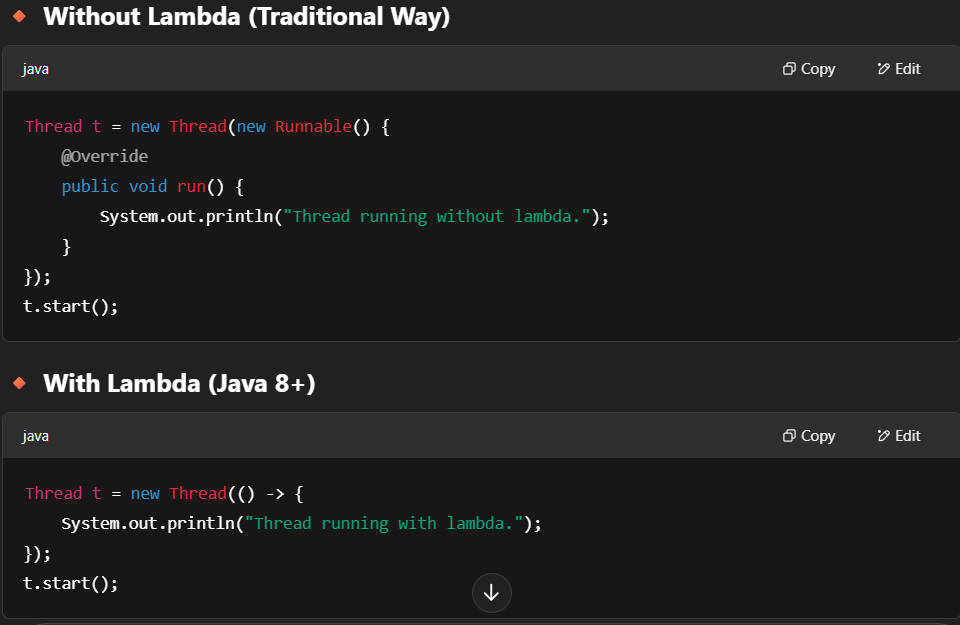 Without Lambda (Traditional Way)
java
Copy
Edit
Thread t = new Thread(new Runnable() {
    @Override
    public void run() {
        System.out.println("Thread running without lambda.");
    }
});
t.start();
With Lambda (Java 8+)
java
Copy
Edit
Thread t = new Thread(() -> {
    System.out.println("Thread running with lambda.");
});
t.start();